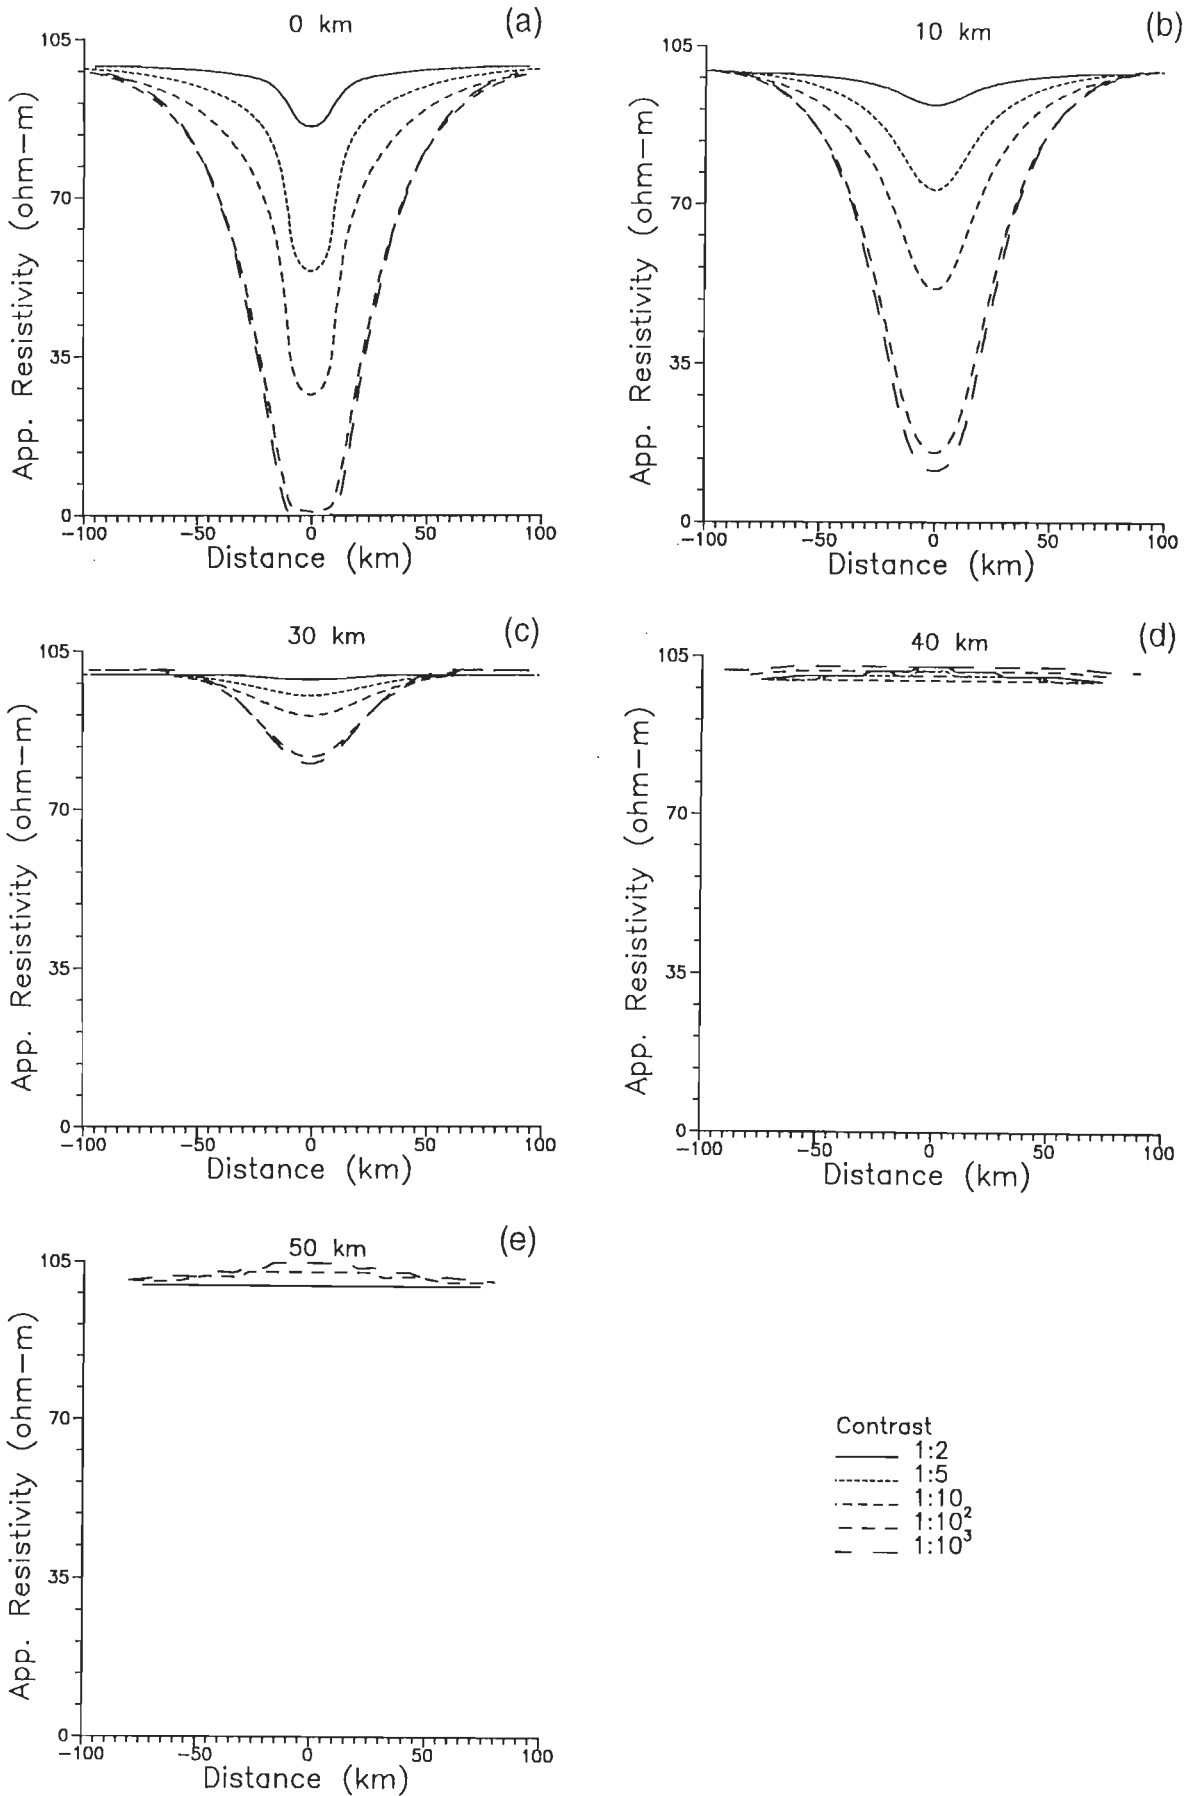 0 km
(a)
105
70
35
0
App. Resistivity (ohm-m)
-100 -50 0 50 100
Distance (km)
10 km
(b)
105
70
35
0
App. Resistivity (ohm-m)
-100 -50 0 50 100
Distance (km)
30 km
(c)
105
70
35
0
App. Resistivity (ohm-m)
-100 -50 0 50 100
Distance (km)
40 km
(d)
105
70
35
0
App. Resistivity (ohm-m)
-100 -50 0 50 100
Distance (km)
50 km
(e)
105
70
35
0
App. Resistivity (ohm-m)
-100 -50 0 50 100
Distance (km)
Contrast
1:2
1:5
1:10
1:10²
1:10³